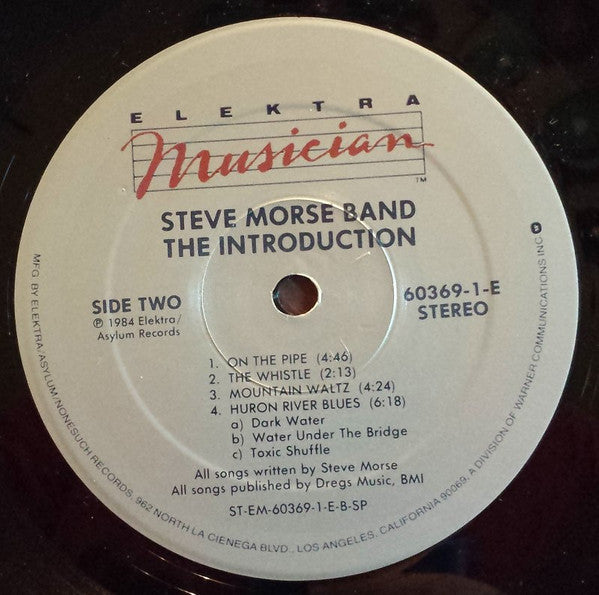 ELEKTRA
Musician
TM
STEVE MORSE BAND
THE INTRODUCTION
SIDE TWO
℗ 1984 Elektra/
Asylum Records
60369-1-E
STEREO
1. ON THE PIPE (4:46)
2. THE WHISTLE (2:13)
3. MOUNTAIN WALTZ (4:24)
4. HURON RIVER BLUES (6:18)
a) Dark Water
b) Water Under The Bridge
c) Toxic Shuffle
All songs written by Steve Morse
All songs published by Dregs Music, BMI
ST-EM-60369-1-E-B-SP
MFG. BY ELEKTRA/ASYLUM/NONESUCH RECORDS, 962 NORTH LA CIENEGA BLVD., LOS ANGELES, CALIFORNIA 90069. A DIVISION OF WARNER COMMUNICATIONS INC.